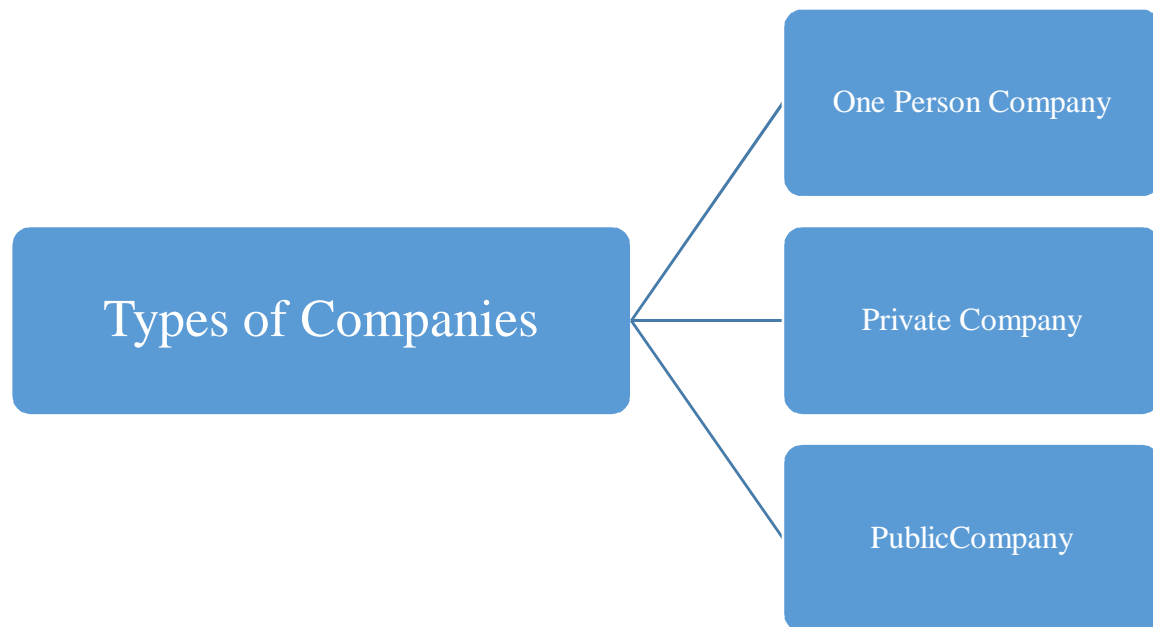 Types of Companies
One Person Company
Private Company
PublicCompany